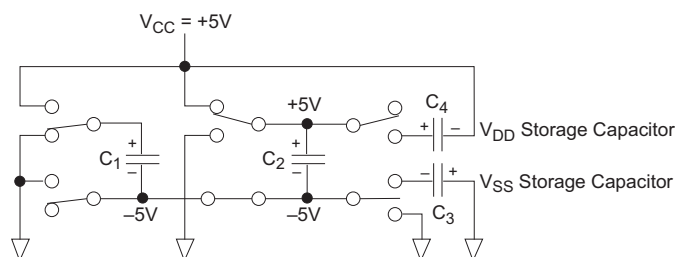 V_CC = +5V
+5V
C_4
+ −
V_DD Storage Capacitor
+
C_1
−
+
C_2
−
− +
V_SS Storage Capacitor
C_3
–5V
–5V